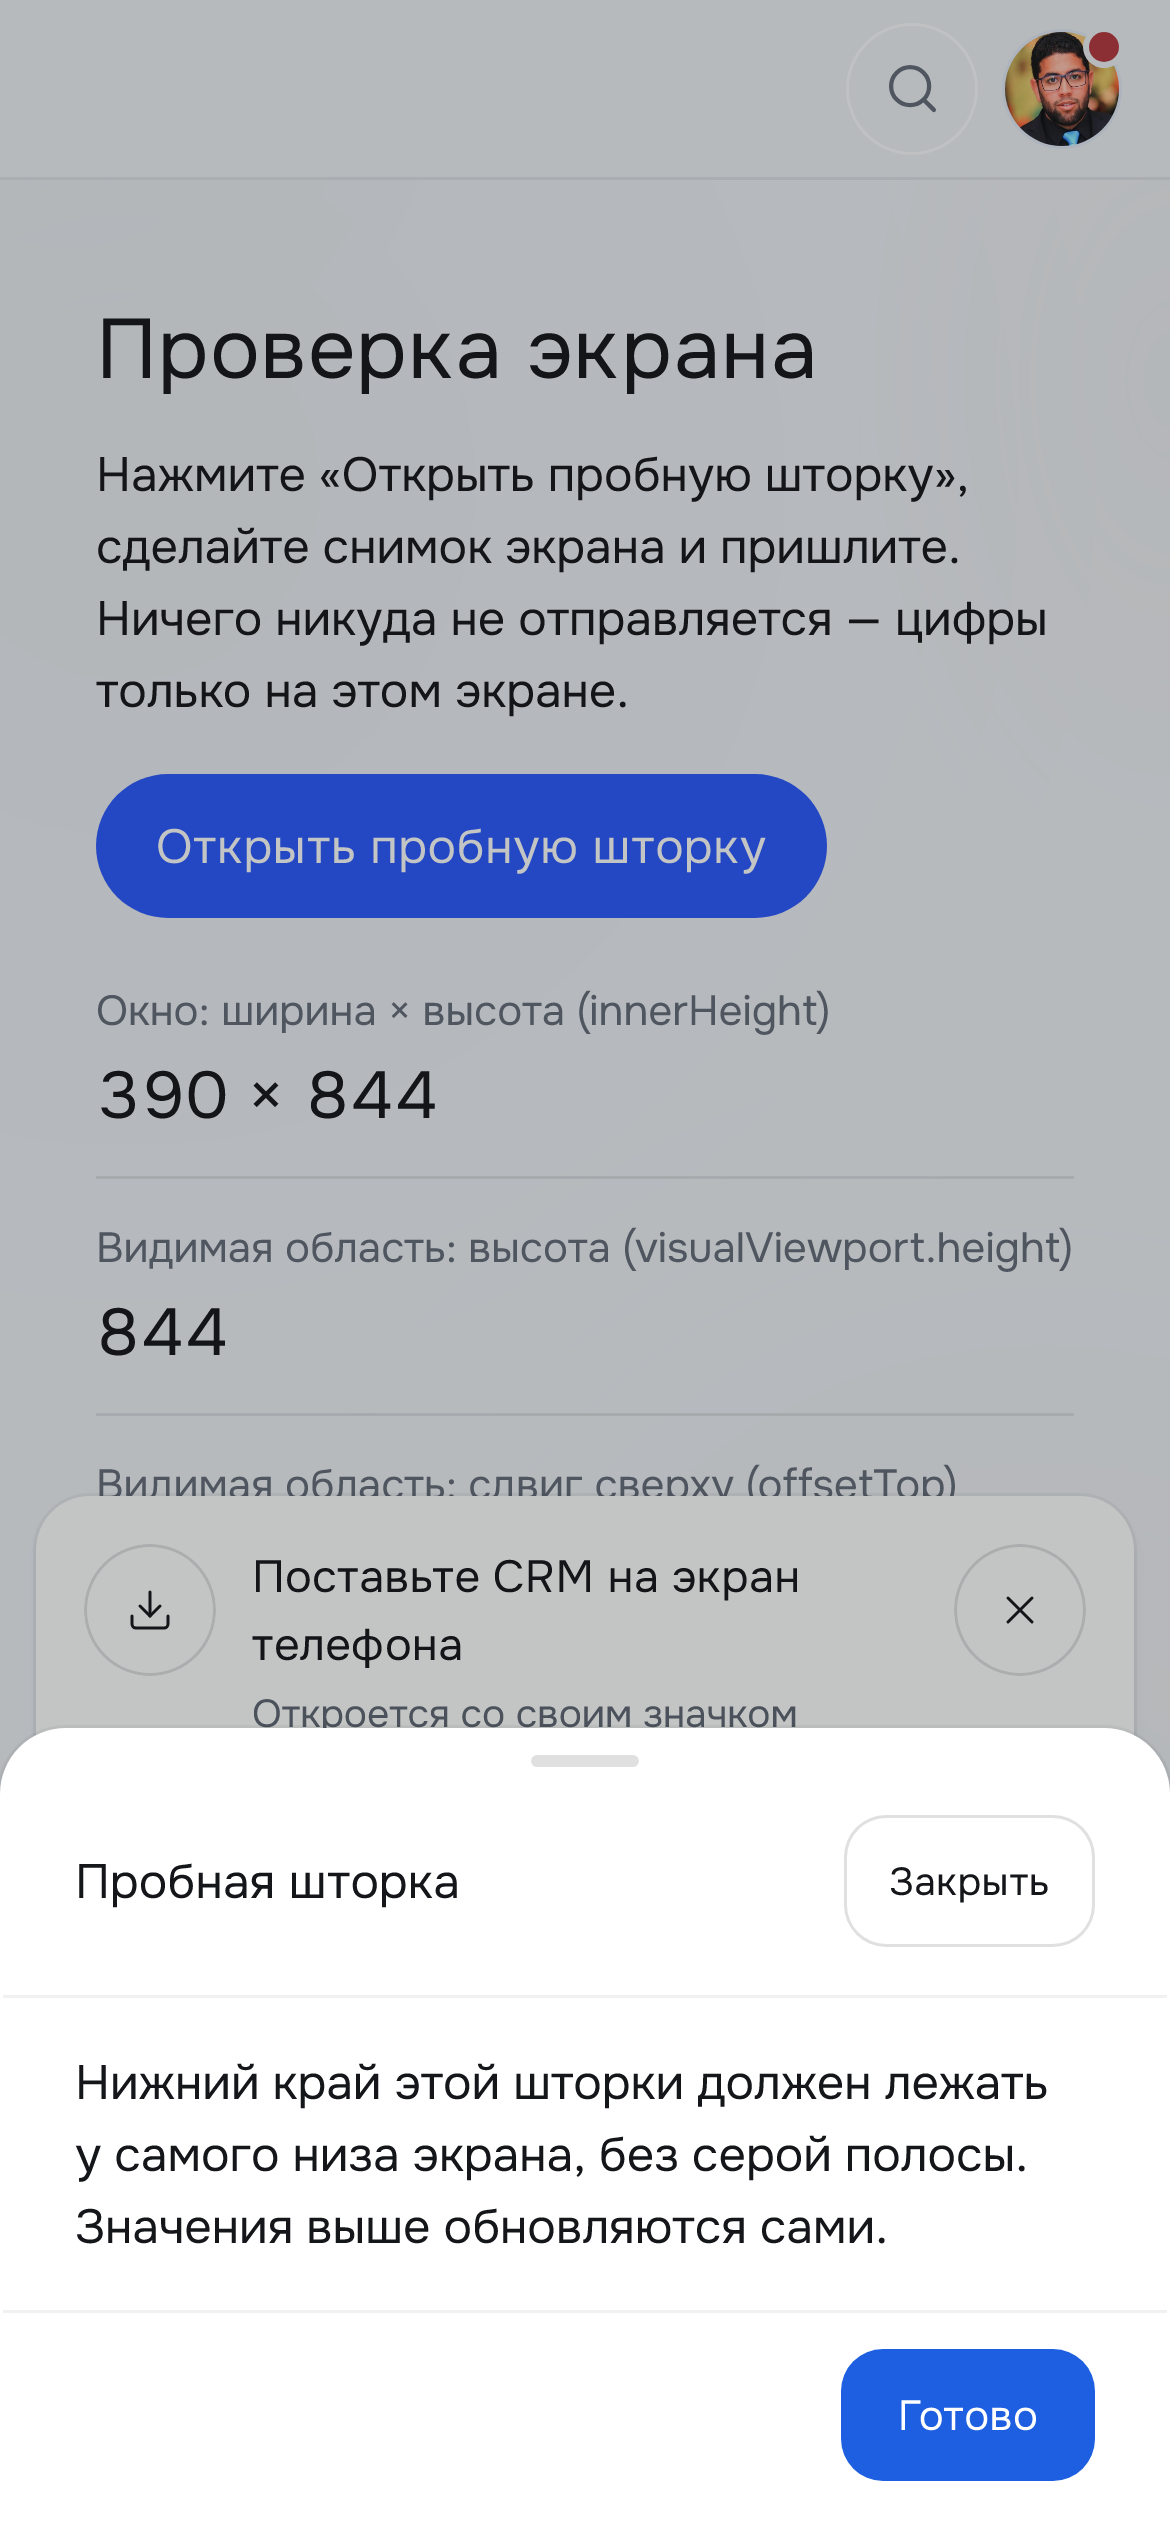 Проверка экрана
Нажмите «Открыть пробную шторку»,
сделайте снимок экрана и пришлите.
Ничего никуда не отправляется — цифры
только на этом экране.
Открыть пробную шторку
Окно: ширина × высота (innerHeight)
390 × 844
Видимая область: высота (visualViewport.height)
844
Видимая область: сдвиг сверху (offsetTop)
Поставьте CRM на экран
телефона
Откроется со своим значком
Пробная шторка
Закрыть
Нижний край этой шторки должен лежать
у самого низа экрана, без серой полосы.
Значения выше обновляются сами.
Готово